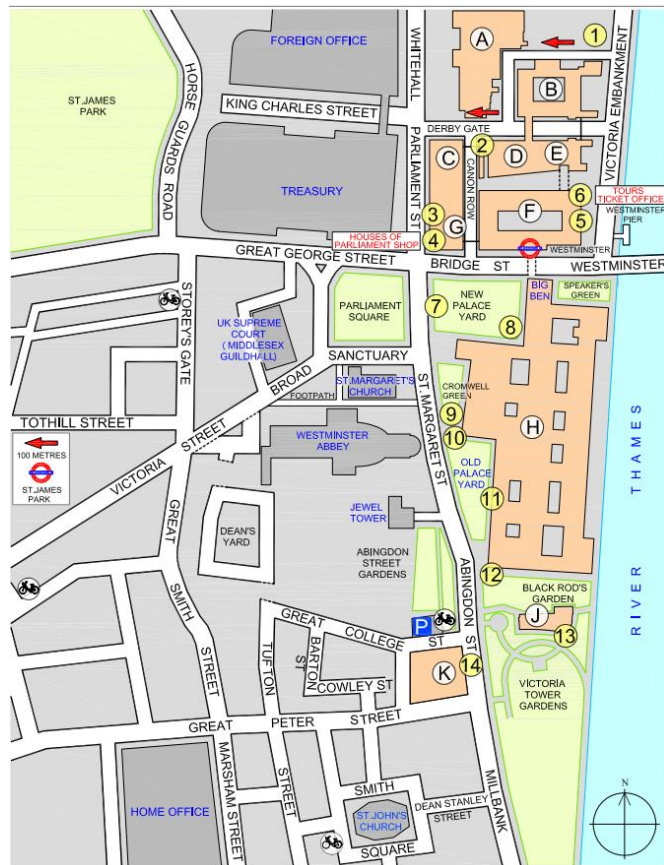 FOREIGN OFFICE
WHITEHALL
A
1
ST.JAMES
PARK
HORSE
GUARDS ROAD
KING CHARLES STREET
B
VICTORIA EMBANKMENT
DERBY GATE
PARLIAMENT ST
C
2
D
E
CANON ROW
TREASURY
3
G
4
F
6
5
TOURS
TICKET OFFICE
WESTMINSTER
PIER
HOUSES OF
PARLIAMENT SHOP
WESTMINSTER
GREAT GEORGE STREET
BRIDGE ST
WESTMINSTER
BIG
BEN
SPEAKER'S
GREEN
STOREY'S GATE
PARLIAMENT
SQUARE
7
NEW
PALACE
YARD
8
UK SUPREME
COURT
( MIDDLESEX
GUILDHALL)
BROAD
SANCTUARY
ST.MARGARET'S
CHURCH
FOOTPATH
ST.MARGARET ST
CROMWELL
GREEN
9
10
H
TOTHILL STREET
VICTORIA STREET
100 METRES
ST.JAMES
PARK
WESTMINSTER
ABBEY
OLD
PALACE
YARD
11
RIVER THAMES
GREAT
SMITH
STREET
DEAN'S
YARD
JEWEL
TOWER
ABINGDON
STREET
GARDENS
ABINGDON ST
12
BLACK ROD'S
GARDEN
J
13
P
GREAT
COLLEGE
ST
TUFTON
STREET
BARTON
ST
COWLEY ST
K
14
VICTORIA
TOWER
GARDENS
GREAT PETER STREET
MARSHAM STREET
HOME OFFICE
SMITH
SQUARE
ST.JOHN'S
CHURCH
DEAN STANLEY
STREET
MILLBANK
N